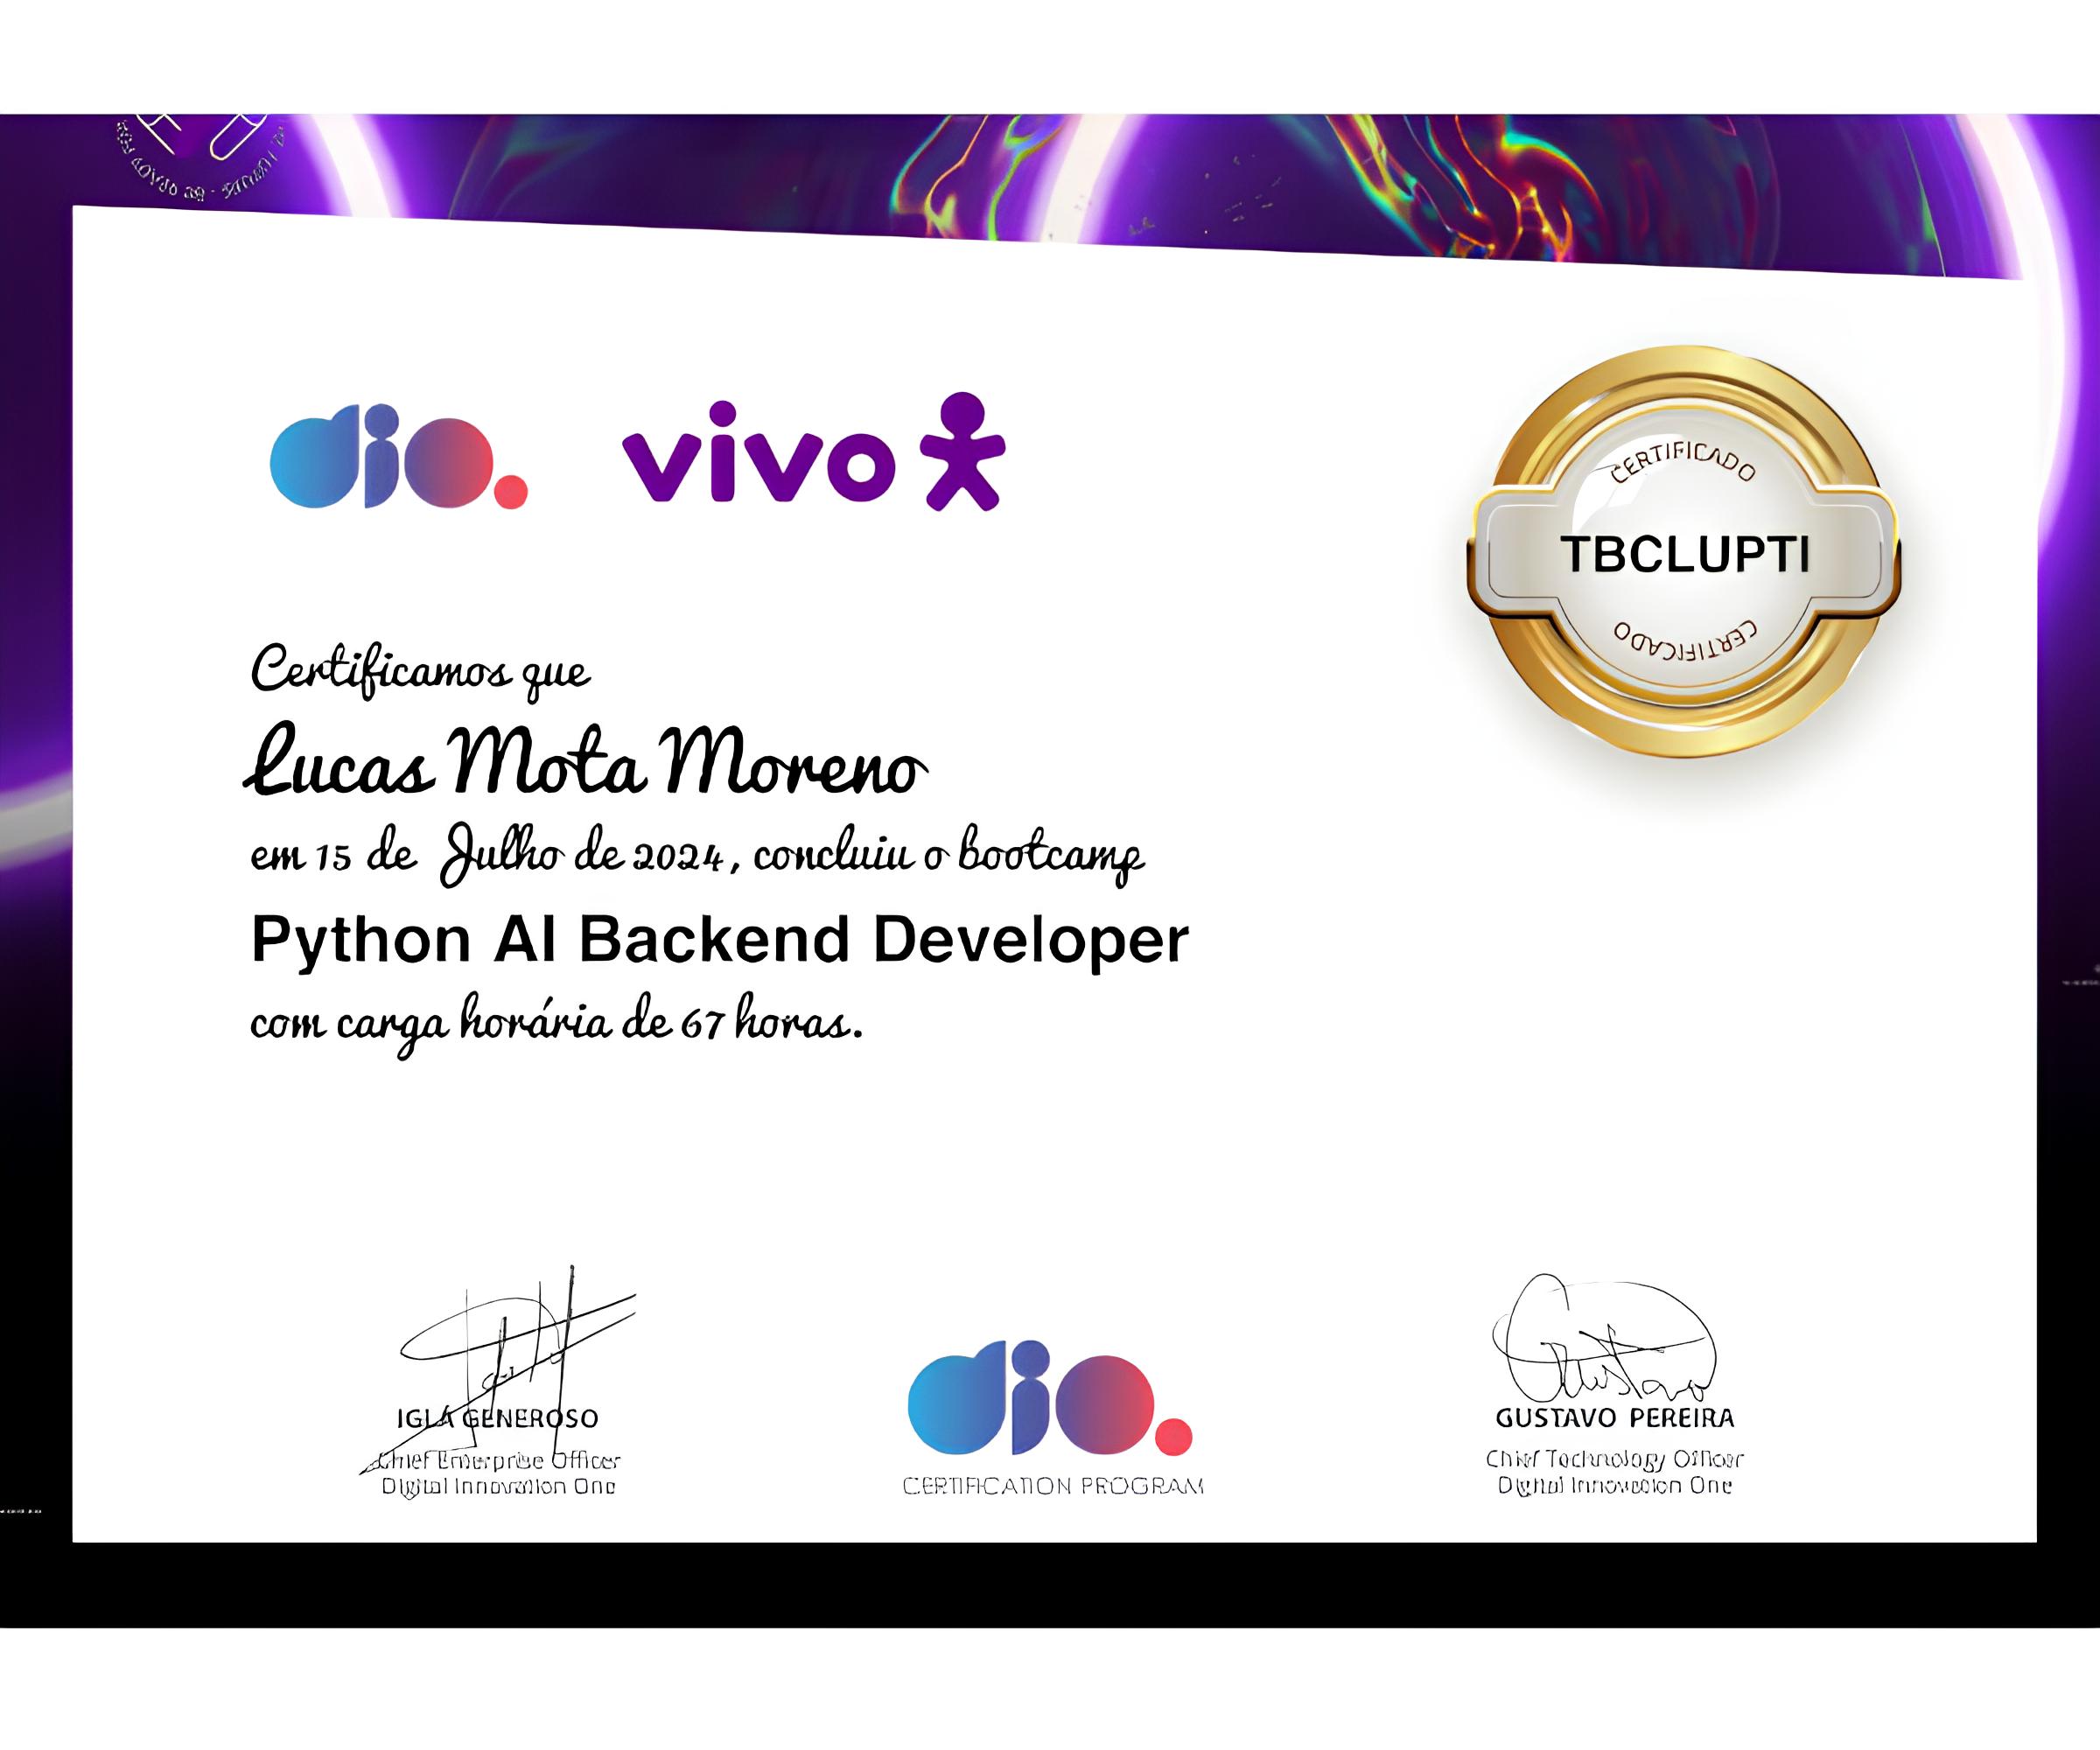 dio.
vivo
CERTIFICADO
TBCLUPTI
CERTIFICADO
Certificamos que
Lucas Mota Moreno
em 15 de Julho de 2024, concluiu o bootcamp
Python AI Backend Developer
com carga horária de 67 horas.
IGLA GENEROSO
Chief Enterprise Officer
Digital Innovation One
dio.
CERTIFICATION PROGRAM
GUSTAVO PEREIRA
Chief Technology Officer
Digital Innovation One